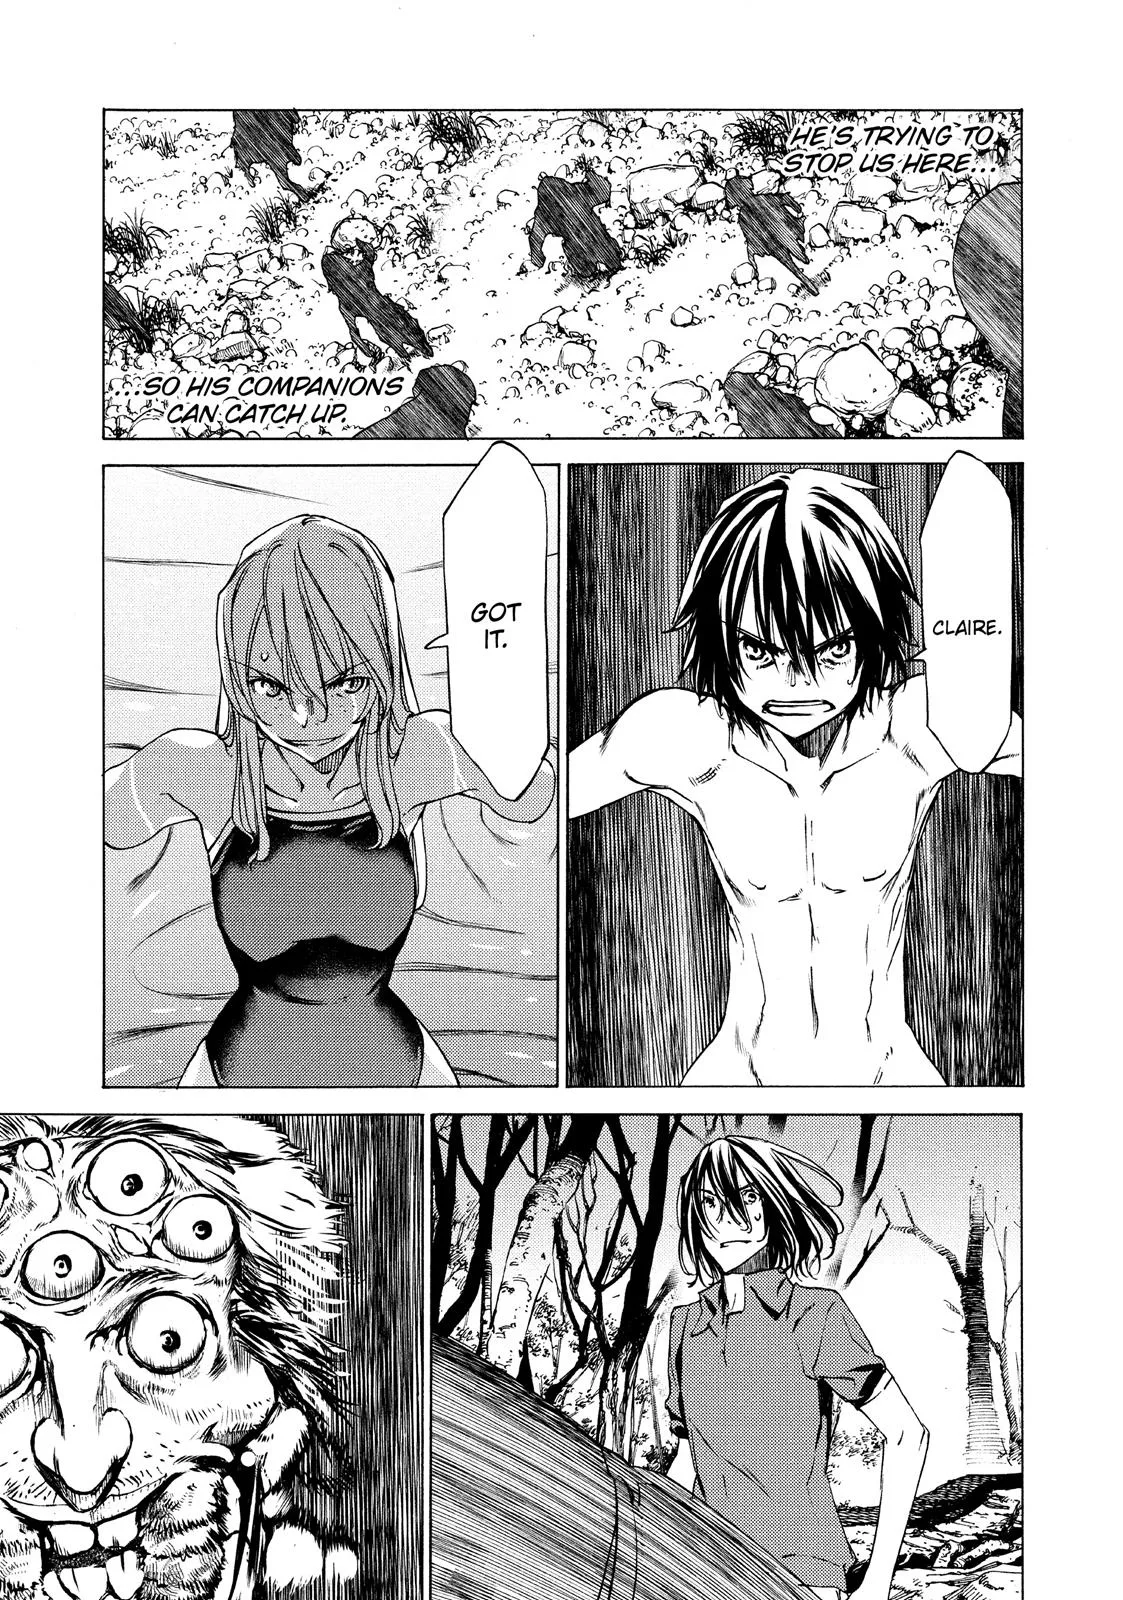 HE'S TRYING TO
STOP US HERE...
...SO HIS COMPANIONS
CAN CATCH UP.
CLAIRE.
GOT
IT.